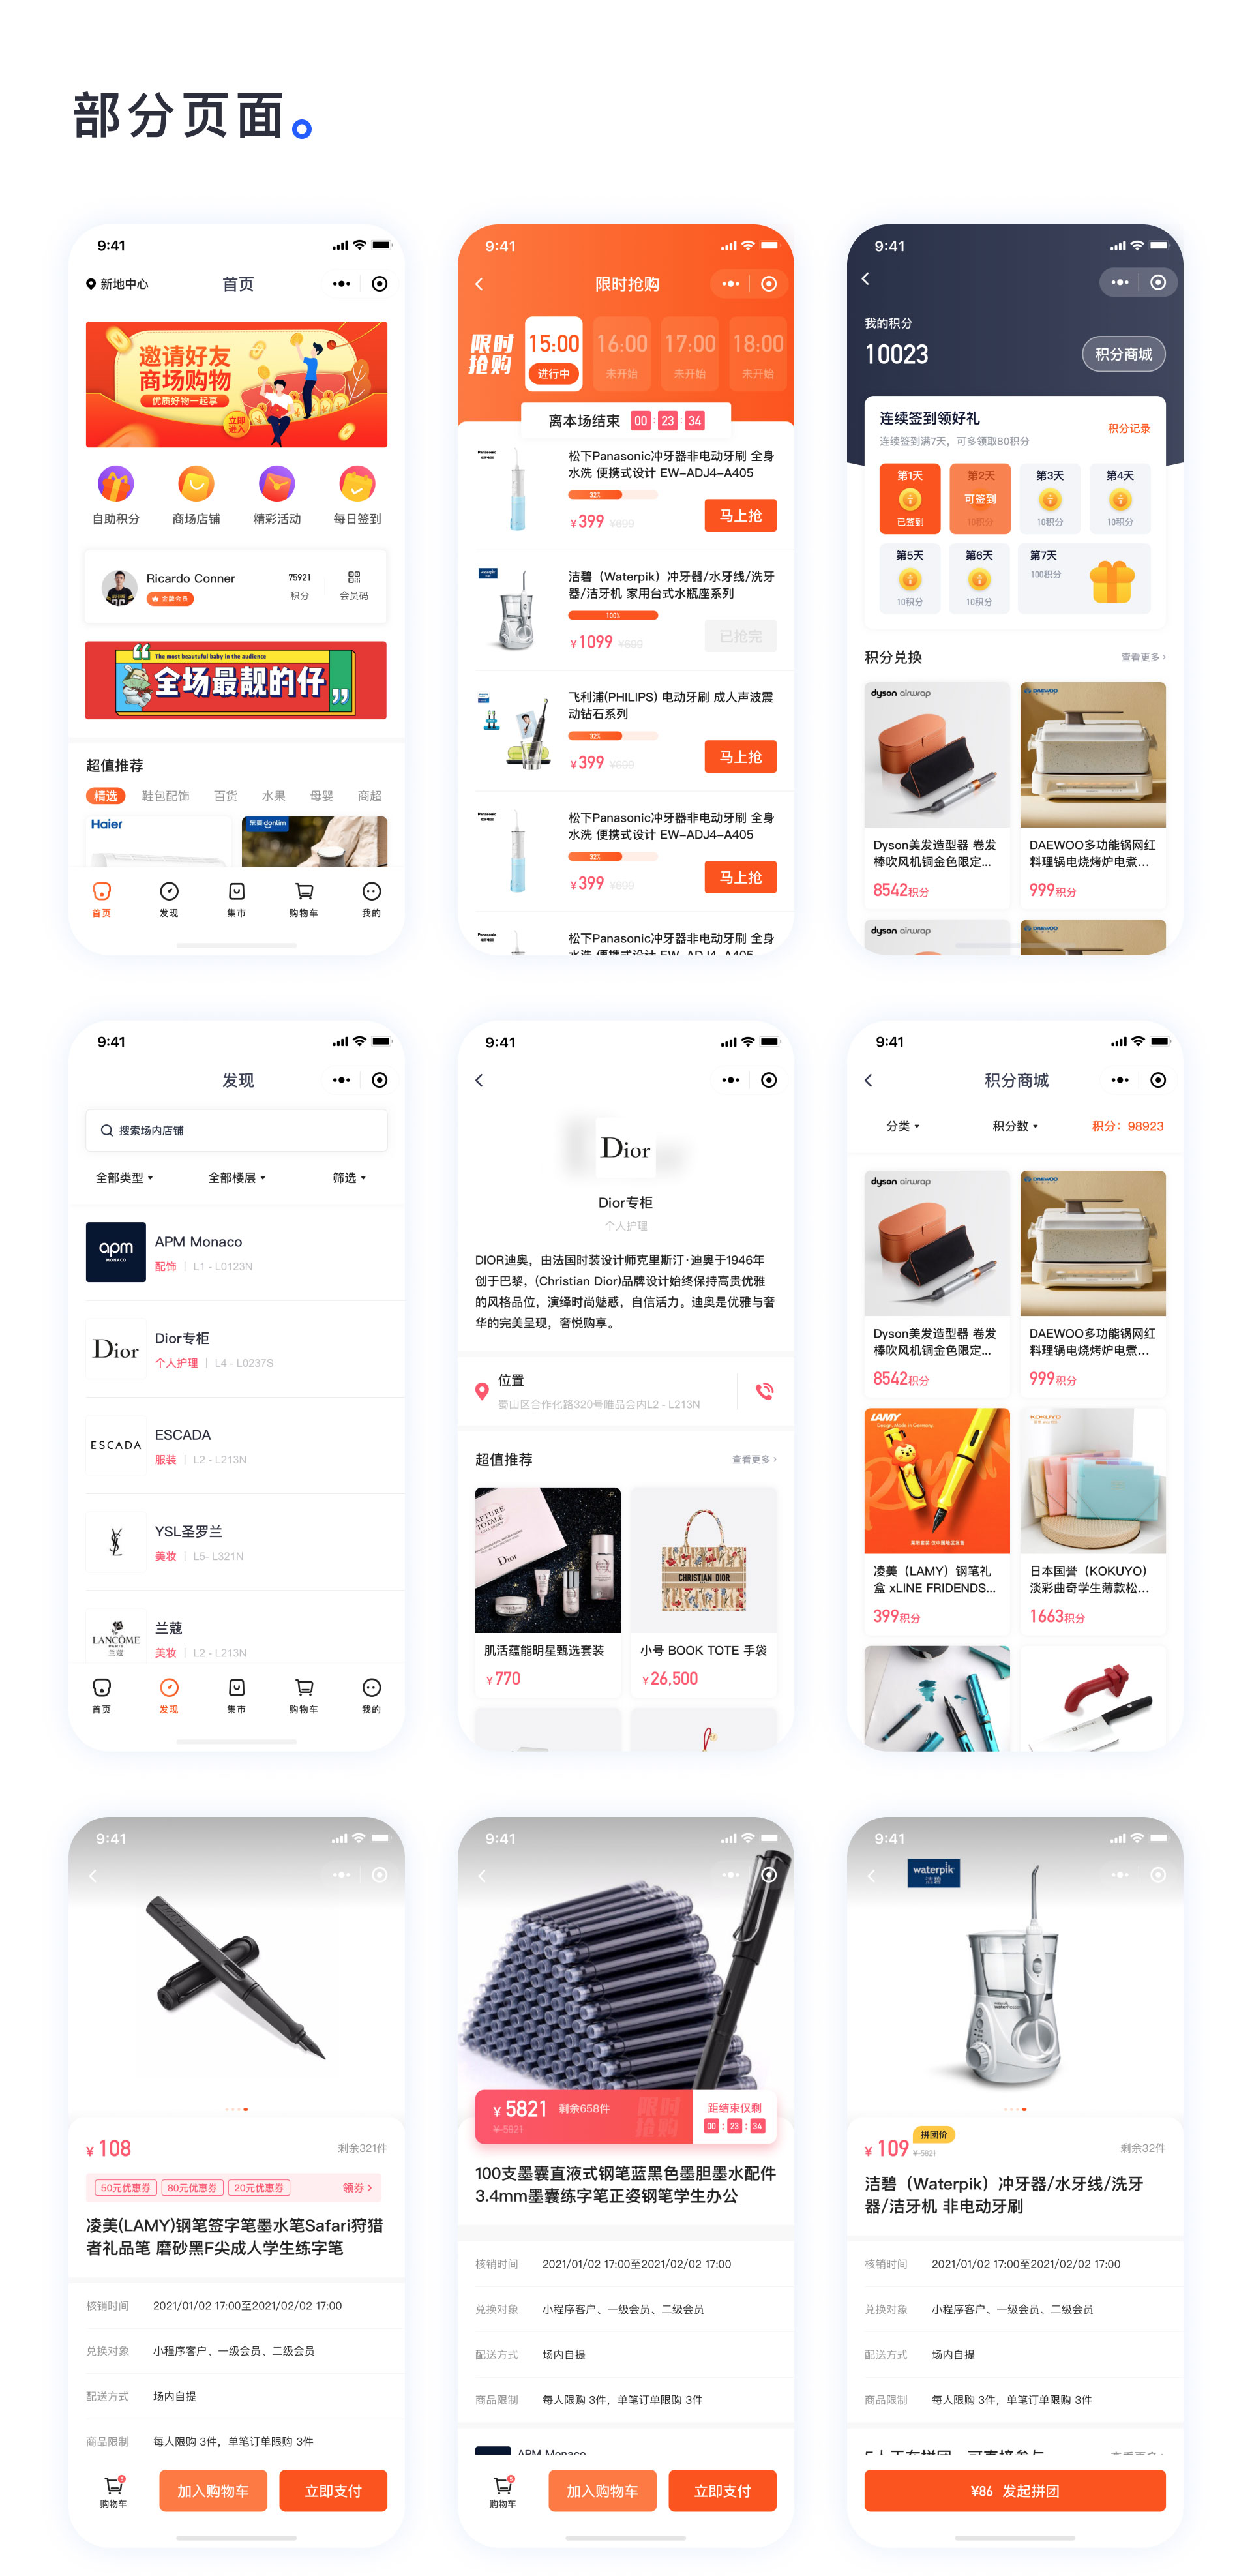 部分页面
9:41
新地中心
首页
邀请好友
商场购物
优质好物一起享
立即
进入
自助积分
商场店铺
精彩活动
每日签到
Ricardo Conner
金牌会员
75921
积分
会员码
The most beautuful baby in the audience
全场最靓的仔
超值推荐
精选 鞋包配饰 百货 水果 母婴 商超
Haier
东菱 donlim
首页 发现 集市 购物车 我的
9:41
限时抢购
限时
抢购
15:00 16:00 17:00 18:00
进行中 未开始 未开始 未开始
离本场结束 00 : 23 : 34
Panasonic
松下Panasonic冲牙器非电动牙刷 全身
水洗 便携式设计 EW-ADJ4-A405
32%
¥399 ¥699
马上抢
洁碧（Waterpik）冲牙器/水牙线/洗牙
器/洁牙机 家用台式水瓶座系列
100%
¥1099 ¥699
已抢完
飞利浦(PHILIPS) 电动牙刷 成人声波震
动钻石系列
32%
¥399 ¥699
马上抢
Panasonic
松下Panasonic冲牙器非电动牙刷 全身
水洗 便携式设计 EW-ADJ4-A405
32%
¥399 ¥699
马上抢
Panasonic
松下Panasonic冲牙器非电动牙刷 全身
水洗 便携式设计 EW-ADJ4-A405
9:41
我的积分
10023
积分商城
连续签到领好礼
积分记录
连续签到满7天，可多领取80积分
第1天 第2天 第3天 第4天
可签到
已签到 10积分 10积分 10积分
第5天 第6天 第7天
100积分
10积分 10积分
积分兑换
查看更多
dyson airwrap
DAEWOO
Dyson美发造型器 卷发
棒吹风机铜金色限定...
8542积分
DAEWOO多功能锅网红
料理锅电烧烤炉电煮...
999积分
dyson airwrap
DAEWOO
9:41
发现
搜索场内店铺
全部类型 全部楼层 筛选
apm
MONACO
APM Monaco
配饰 | L1 - L0123N
Dior
Dior专柜
个人护理 | L4 - L0237S
ESCADA
ESCADA
服装 | L2 - L213N
YSL圣罗兰
美妆 | L5- L321N
LANCÔME
PARIS
兰蔻
兰蔻
美妆 | L2 - L213N
首页 发现 集市 购物车 我的
9:41
Dior
Dior专柜
个人护理
DIOR迪奥，由法国时装设计师克里斯汀·迪奥于1946年
创于巴黎，(Christian Dior)品牌设计始终保持高贵优雅
的风格品位，演绎时尚魅惑，自信活力。迪奥是优雅与奢
华的完美呈现，奢悦购享。
位置
蜀山区合作化路320号唯品会内L2 - L213N
超值推荐
查看更多
CAPTURE
TOTALE
Dior
CHRISTIAN DIOR
肌活蕴能明星甄选套装
¥770
小号 BOOK TOTE 手袋
¥26,500
9:41
积分商城
分类 积分数 积分：98923
dyson airwrap
DAEWOO
Dyson美发造型器 卷发
棒吹风机铜金色限定...
8542积分
DAEWOO多功能锅网红
料理锅电烧烤炉电煮...
999积分
LAMY
Design. Made in Germany
KOKUYO
凌美（LAMY）钢笔礼
盒 xLINE FRIDENDS...
399积分
日本国誉（KOKUYO）
淡彩曲奇学生薄款松...
1663积分
9:41
¥ 108
剩余321件
50元优惠券 80元优惠券 20元优惠券 领券
凌美(LAMY)钢笔签字笔墨水笔Safari狩猎
者礼品笔 磨砂黑F尖成人学生练字笔
核销时间 2021/01/02 17:00至2021/02/02 17:00
兑换对象 小程序客户、一级会员、二级会员
配送方式 场内自提
商品限制 每人限购 3件，单笔订单限购 3件
购物车
加入购物车
立即支付
9:41
¥ 5821 剩余658件
¥ 5821
限时
抢购
距结束仅剩
00 : 23 : 34
100支墨囊直液式钢笔蓝黑色墨胆墨水配件
3.4mm墨囊练字笔正姿钢笔学生办公
核销时间 2021/01/02 17:00至2021/02/02 17:00
兑换对象 小程序客户、一级会员、二级会员
配送方式 场内自提
商品限制 每人限购 3件，单笔订单限购 3件
APM Monaco
购物车
加入购物车
立即支付
9:41
waterpik
洁碧
¥ 109
拼团价
¥ 5821
剩余32件
洁碧（Waterpik）冲牙器/水牙线/洗牙
器/洁牙机 非电动牙刷
核销时间 2021/01/02 17:00至2021/02/02 17:00
兑换对象 小程序客户、一级会员、二级会员
配送方式 场内自提
商品限制 每人限购 3件，单笔订单限购 3件
¥86 发起拼团